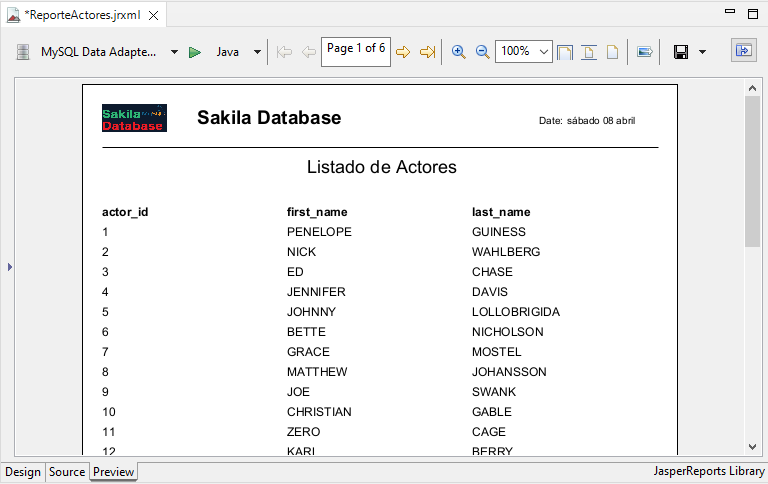 *ReporteActores.jrxml
MySQL Data Adapte... Java Page 1 of 6 100%
Sakila Database Sakila Database Date: sábado 08 abril
Listado de Actores
actor_id first_name last_name
1 PENELOPE GUINESS
2 NICK WAHLBERG
3 ED CHASE
4 JENNIFER DAVIS
5 JOHNNY LOLLOBRIGIDA
6 BETTE NICHOLSON
7 GRACE MOSTEL
8 MATTHEW JOHANSSON
9 JOE SWANK
10 CHRISTIAN GABLE
11 ZERO CAGE
12 KARL BERRY
Design Source Preview JasperReports Library